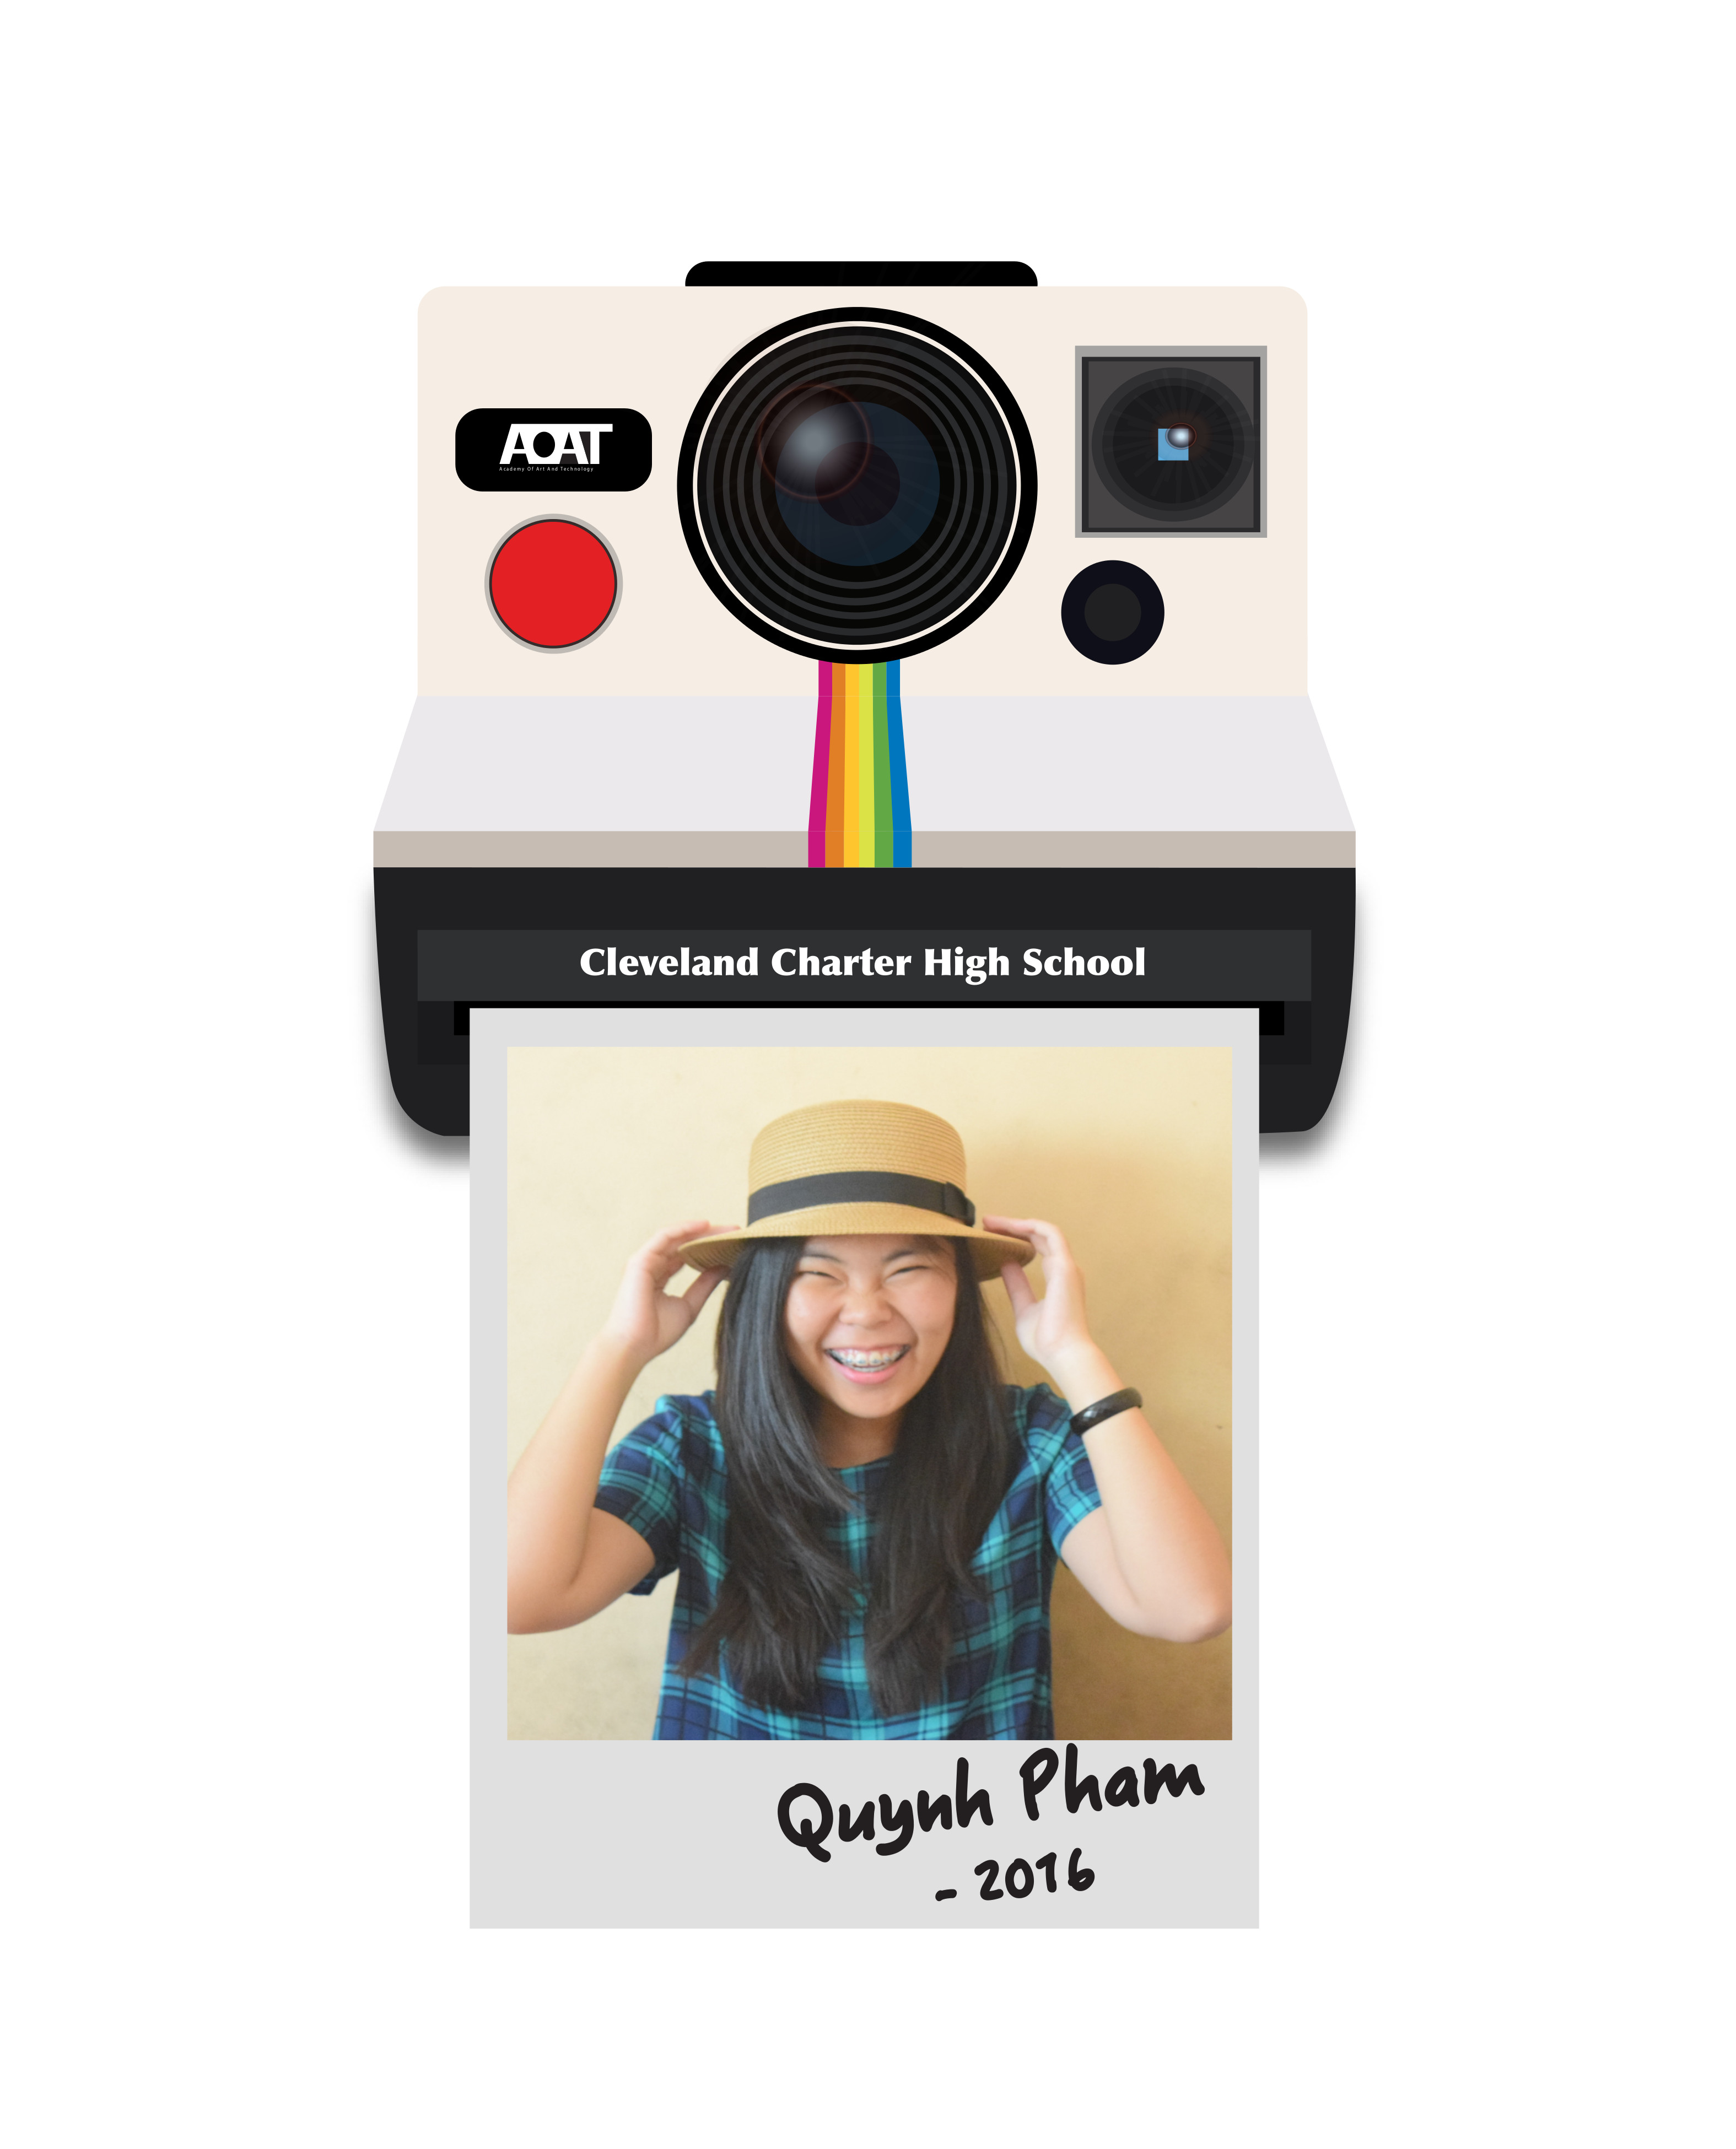 AOAT
Academy Of Art And Technology
Cleveland Charter High School
Quynh Pham
- 2016